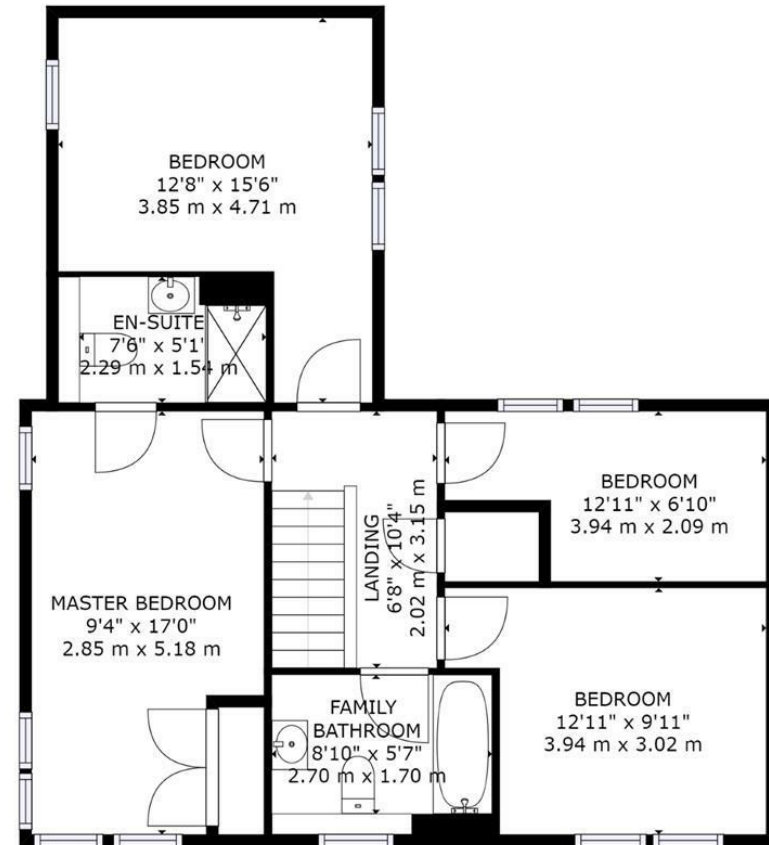 BEDROOM
12'8" x 15'6"
3.85 m x 4.71 m
EN-SUITE
7'6" x 5'1'
2.29 m x 1.54 m
BEDROOM
12'11" x 6'10"
3.94 m x 2.09 m
LANDING
6'8" x 10'4"
2.02 m x 3.15 m
MASTER BEDROOM
9'4" x 17'0"
2.85 m x 5.18 m
FAMILY
BATHROOM
8'10" x 5'7"
2.70 m x 1.70 m
BEDROOM
12'11" x 9'11"
3.94 m x 3.02 m